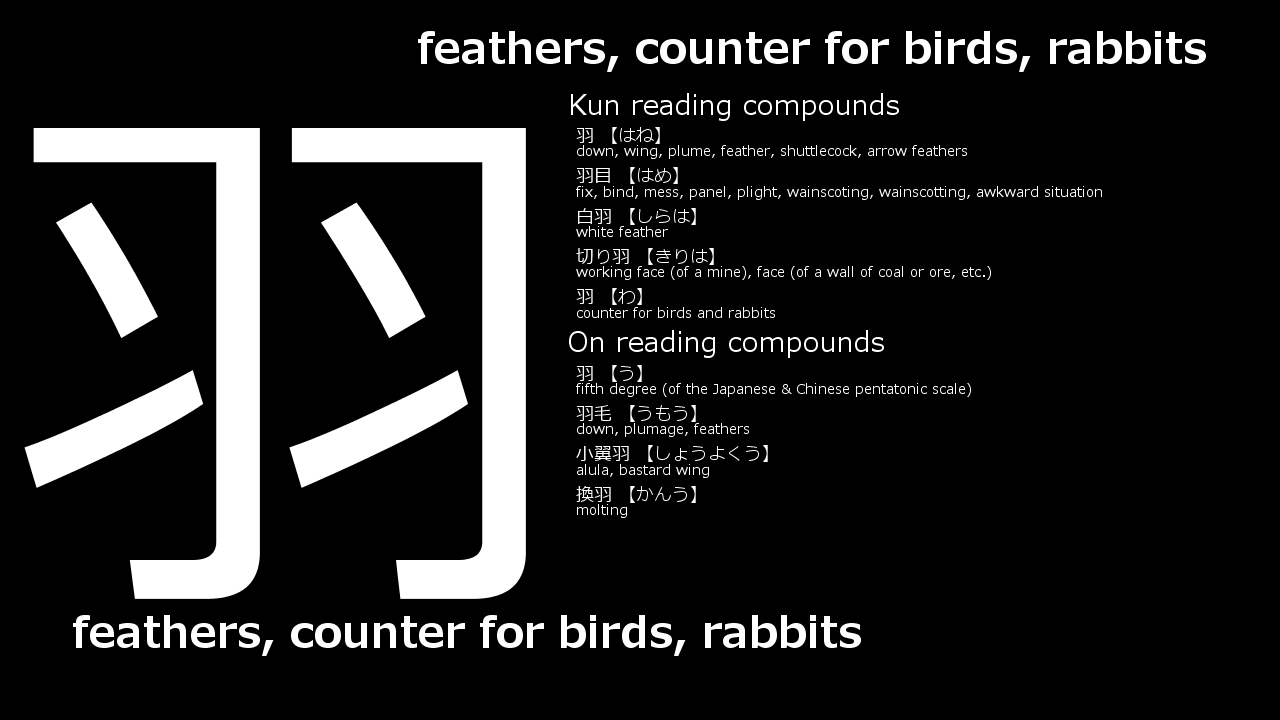 feathers, counter for birds, rabbits
羽
Kun reading compounds
羽 【はね】
down, wing, plume, feather, shuttlecock, arrow feathers
羽目 【はめ】
fix, bind, mess, panel, plight, wainscoting, wainscotting, awkward situation
白羽 【しらは】
white feather
切り羽 【きりは】
working face (of a mine), face (of a wall of coal or ore, etc.)
羽 【わ】
counter for birds and rabbits
On reading compounds
羽 【う】
fifth degree (of the Japanese & Chinese pentatonic scale)
羽毛 【うもう】
down, plumage, feathers
小翼羽 【しょうよくう】
alula, bastard wing
換羽 【かんう】
molting
feathers, counter for birds, rabbits